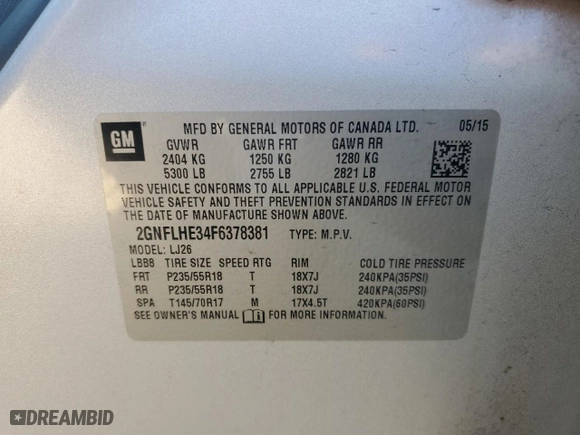 GM
MFD BY GENERAL MOTORS OF CANADA LTD. 05/15
GVWR GAWR FRT GAWR RR
2404 KG 1250 KG 1280 KG
5300 LB 2755 LB 2821 LB
THIS VEHICLE CONFORMS TO ALL APPLICABLE U.S. FEDERAL MOTOR
VEHICLE SAFETY AND THEFT PREVENTION STANDARDS IN EFFECT ON
THE DATE OF MANUFACTURE SHOWN ABOVE.
2GNFLHE34F6378381 TYPE: M.P.V.
MODEL: LJ26
LBB8 TIRE SIZE SPEED RTG RIM COLD TIRE PRESSURE
FRT P235/55R18 T 18X7J 240KPA(35PSI)
RR P235/55R18 T 18X7J 240KPA(35PSI)
SPA T145/70R17 M 17X4.5T 420KPA(60PSI)
SEE OWNER'S MANUAL FOR MORE INFORMATION.
DREAMBID